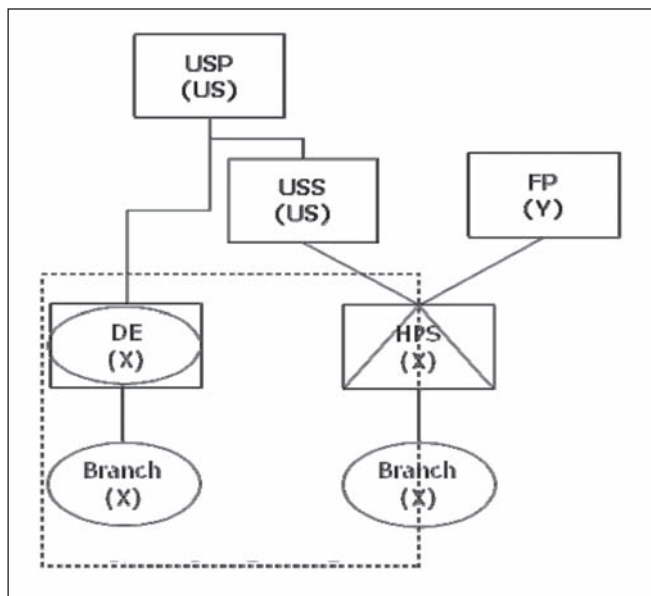 USP
(US)
USS
(US)
FP
(Y)
DE
(X)
HPS
(X)
Branch
(X)
Branch
(X)